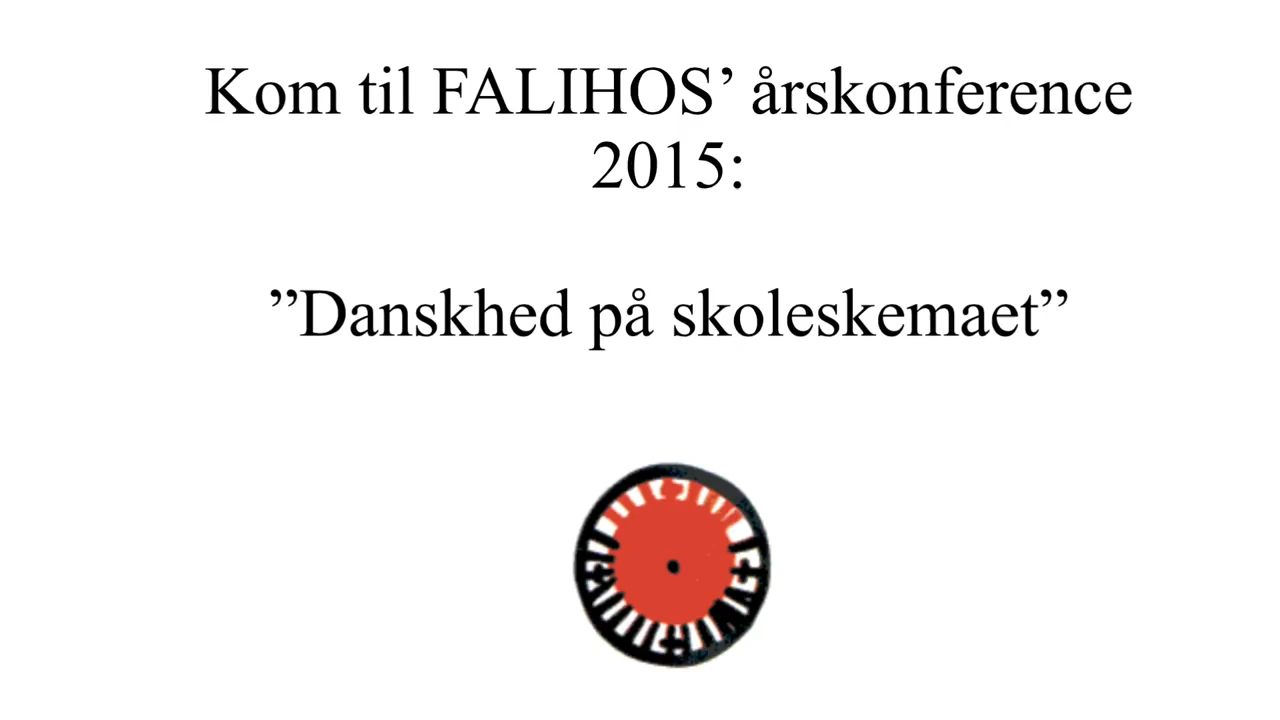 Kom til FALIHOS’ årskonference
2015:
”Danskhed på skoleskemaet”